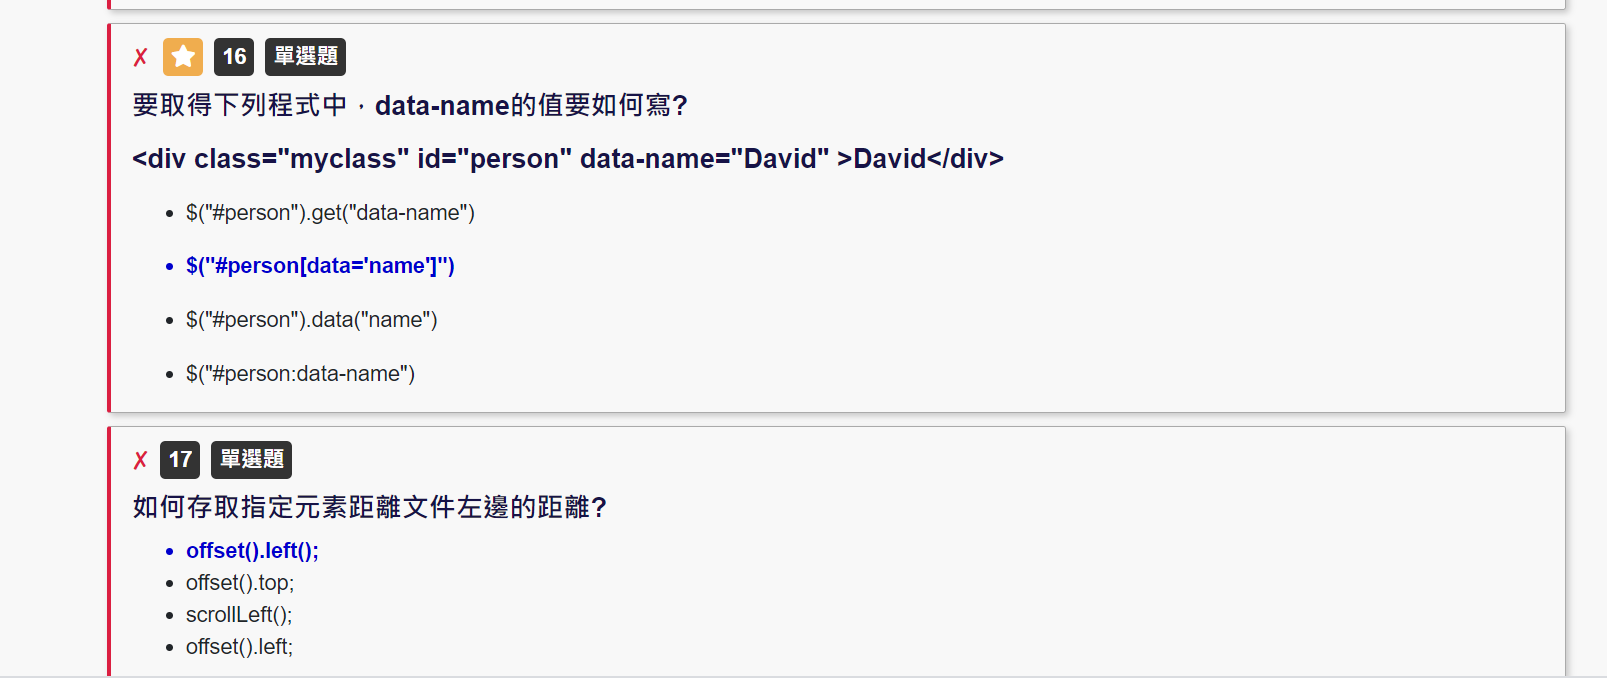 ✗ ★ 16 單選題
要取得下列程式中，data-name的值要如何寫?
<div class="myclass" id="person" data-name="David" >David</div>
• $("#person").get("data-name")
• $("#person[data='name']")
• $("#person").data("name")
• $("#person:data-name")
✗ 17 單選題
如何存取指定元素距離文件左邊的距離?
• offset().left();
• offset().top;
• scrollLeft();
• offset().left;